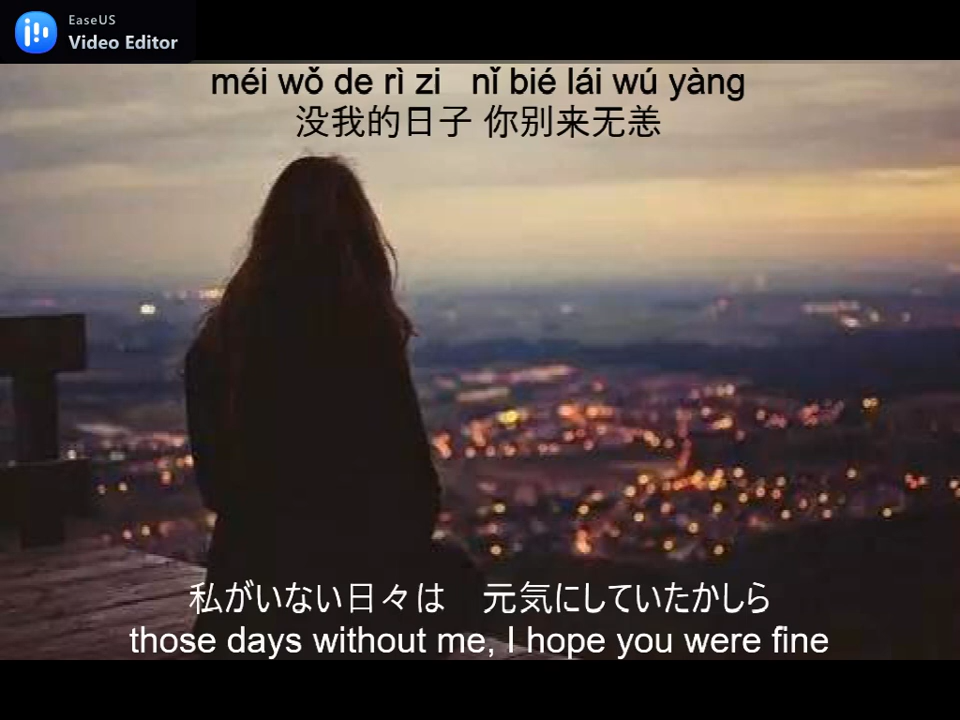 EaseUS
Video Editor
méi wǒ de rì zi nǐ bié lái wú yàng
没我的日子 你别来无恙
私がいない日々は 元気にしていたかしら
those days without me, I hope you were fine